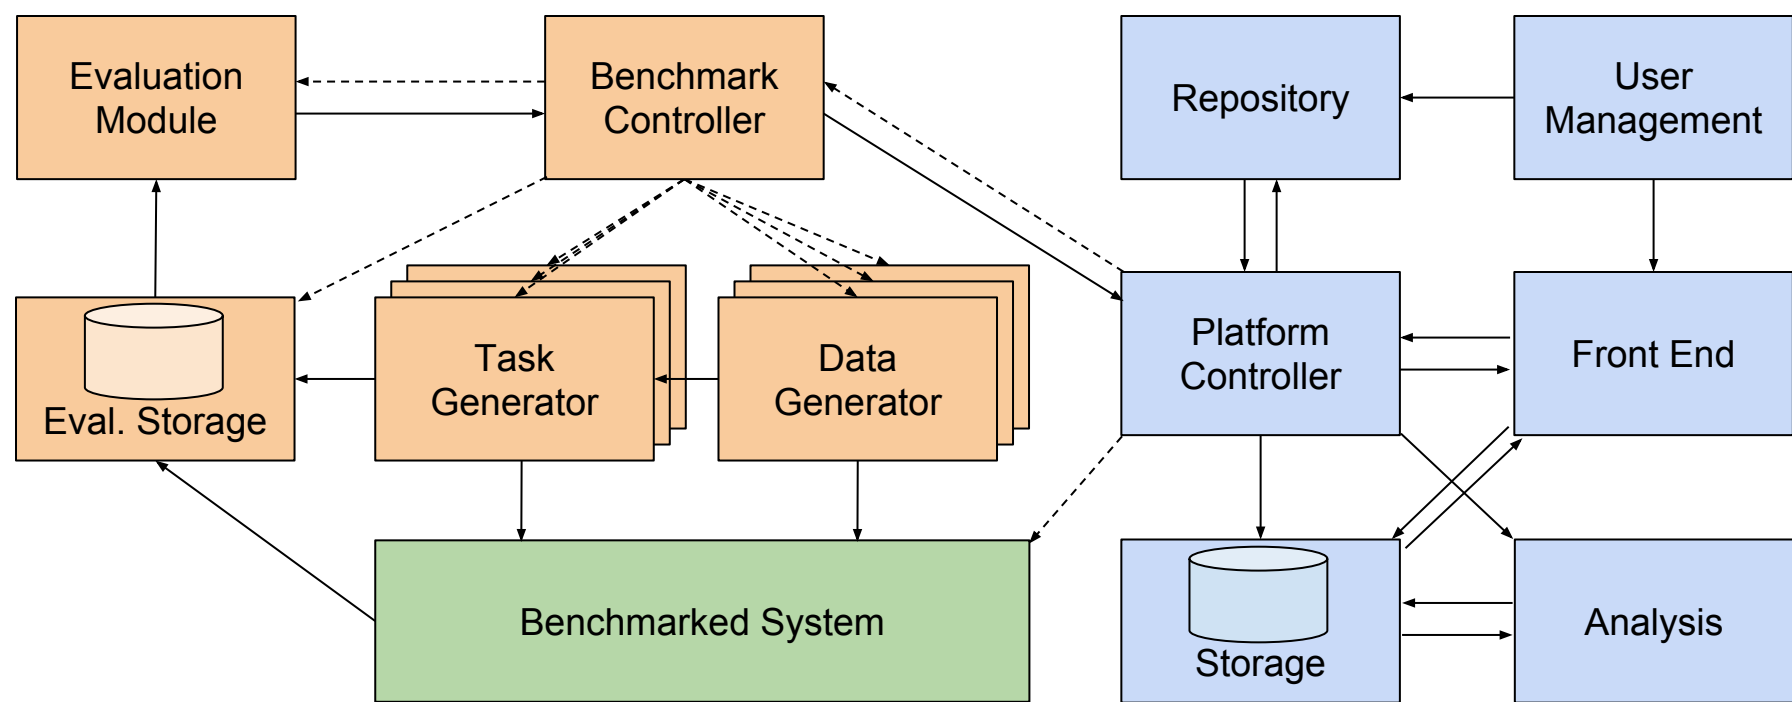 Evaluation
Module
Benchmark
Controller
Repository
User
Management
Eval. Storage
Task
Generator
Data
Generator
Platform
Controller
Front End
Benchmarked System
Storage
Analysis